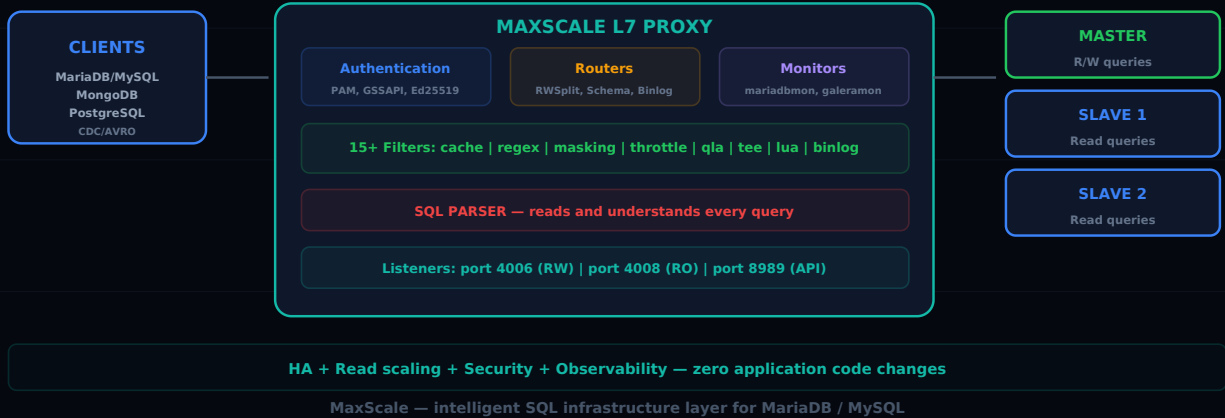 CLIENTS
MariaDB/MySQL
MongoDB
PostgreSQL
CDC/AVRO
MAXSCALE L7 PROXY
Authentication
PAM, GSSAPI, Ed25519
Routers
RWSplit, Schema, Binlog
Monitors
mariadbmon, galeramon
15+ Filters: cache | regex | masking | throttle | qla | tee | lua | binlog
SQL PARSER — reads and understands every query
Listeners: port 4006 (RW) | port 4008 (RO) | port 8989 (API)
MASTER
R/W queries
SLAVE 1
Read queries
SLAVE 2
Read queries
HA + Read scaling + Security + Observability — zero application code changes
MaxScale — intelligent SQL infrastructure layer for MariaDB / MySQL